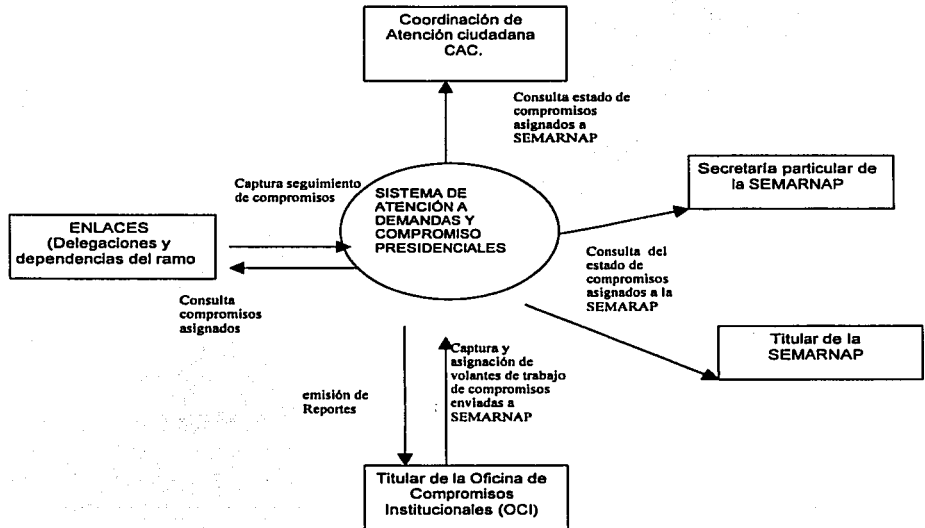 Coordinación de
Atención ciudadana
CAC.
Consulta estado de
compromisos
asignados a
SEMARNAP
Secretaría particular de
la SEMARNAP
Captura seguimiento
de compromisos
SISTEMA DE
ATENCIÓN A
DEMANDAS Y
COMPROMISO
PRESIDENCIALES
ENLACES
(Delegaciones y
dependencias del ramo
Consulta del
estado de
compromisos
asignados a la
SEMARAP
Consulta
compromisos
asignados
Titular de la
SEMARNAP
Captura y
asignación de
volantes de trabajo
de compromisos
enviadas a
SEMARNAP
emisión de
Reportes
Titular de la Oficina de
Compromisos
Institucionales (OCI)